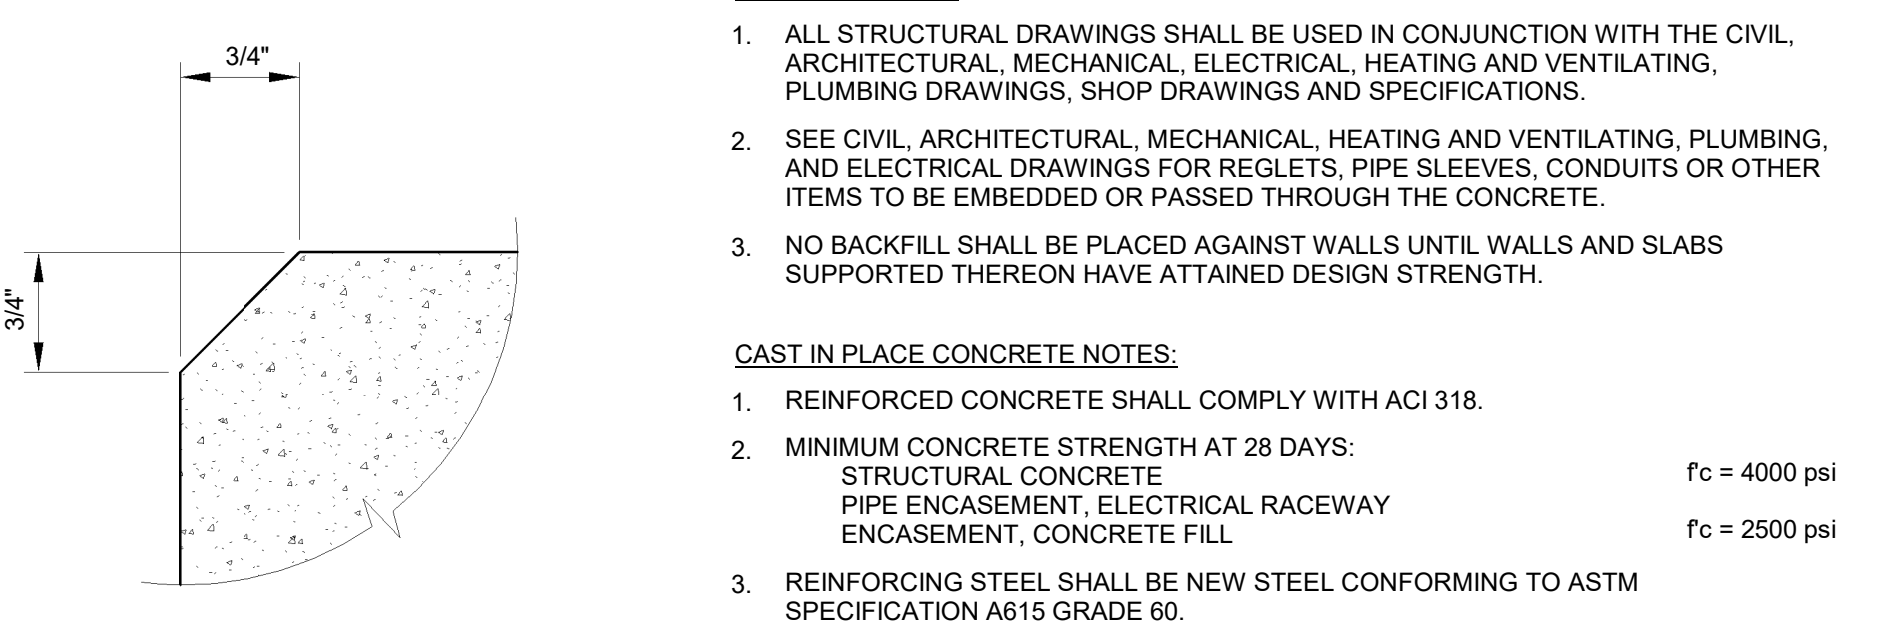 3/4"
3/4"
1. ALL STRUCTURAL DRAWINGS SHALL BE USED IN CONJUNCTION WITH THE CIVIL,
ARCHITECTURAL, MECHANICAL, ELECTRICAL, HEATING AND VENTILATING,
PLUMBING DRAWINGS, SHOP DRAWINGS AND SPECIFICATIONS.
2. SEE CIVIL, ARCHITECTURAL, MECHANICAL, HEATING AND VENTILATING, PLUMBING,
AND ELECTRICAL DRAWINGS FOR REGLETS, PIPE SLEEVES, CONDUITS OR OTHER
ITEMS TO BE EMBEDDED OR PASSED THROUGH THE CONCRETE.
3. NO BACKFILL SHALL BE PLACED AGAINST WALLS UNTIL WALLS AND SLABS
SUPPORTED THEREON HAVE ATTAINED DESIGN STRENGTH.
CAST IN PLACE CONCRETE NOTES:
1. REINFORCED CONCRETE SHALL COMPLY WITH ACI 318.
2. MINIMUM CONCRETE STRENGTH AT 28 DAYS:
STRUCTURAL CONCRETE f'c = 4000 psi
PIPE ENCASEMENT, ELECTRICAL RACEWAY
ENCASEMENT, CONCRETE FILL f'c = 2500 psi
3. REINFORCING STEEL SHALL BE NEW STEEL CONFORMING TO ASTM
SPECIFICATION A615 GRADE 60.